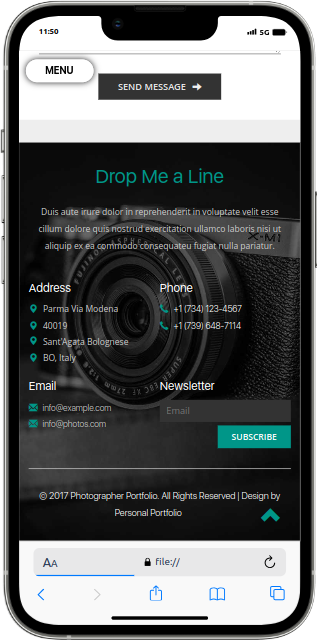 11:50
5G
MENU
SEND MESSAGE
Drop Me a Line
Duis aute irure dolor in reprehenderit in voluptate velit esse
cillum dolore quis nostrud exercitation ullamco laboris nisi ut
aliquip ex ea commodo consequateu fugiat nulla pariatur.
X-M1
FUJIFILM
Address
Phone
Parma Via Modena
+1 (734) 123-4567
40019
+1 (739) 648-7114
Sant'Agata Bolognese
BO, Italy
Email
Newsletter
info@example.com
Email
info@photos.com
SUBSCRIBE
© 2017 Photographer Portfolio. All Rights Reserved | Design by
Personal Portfolio
AA
file://